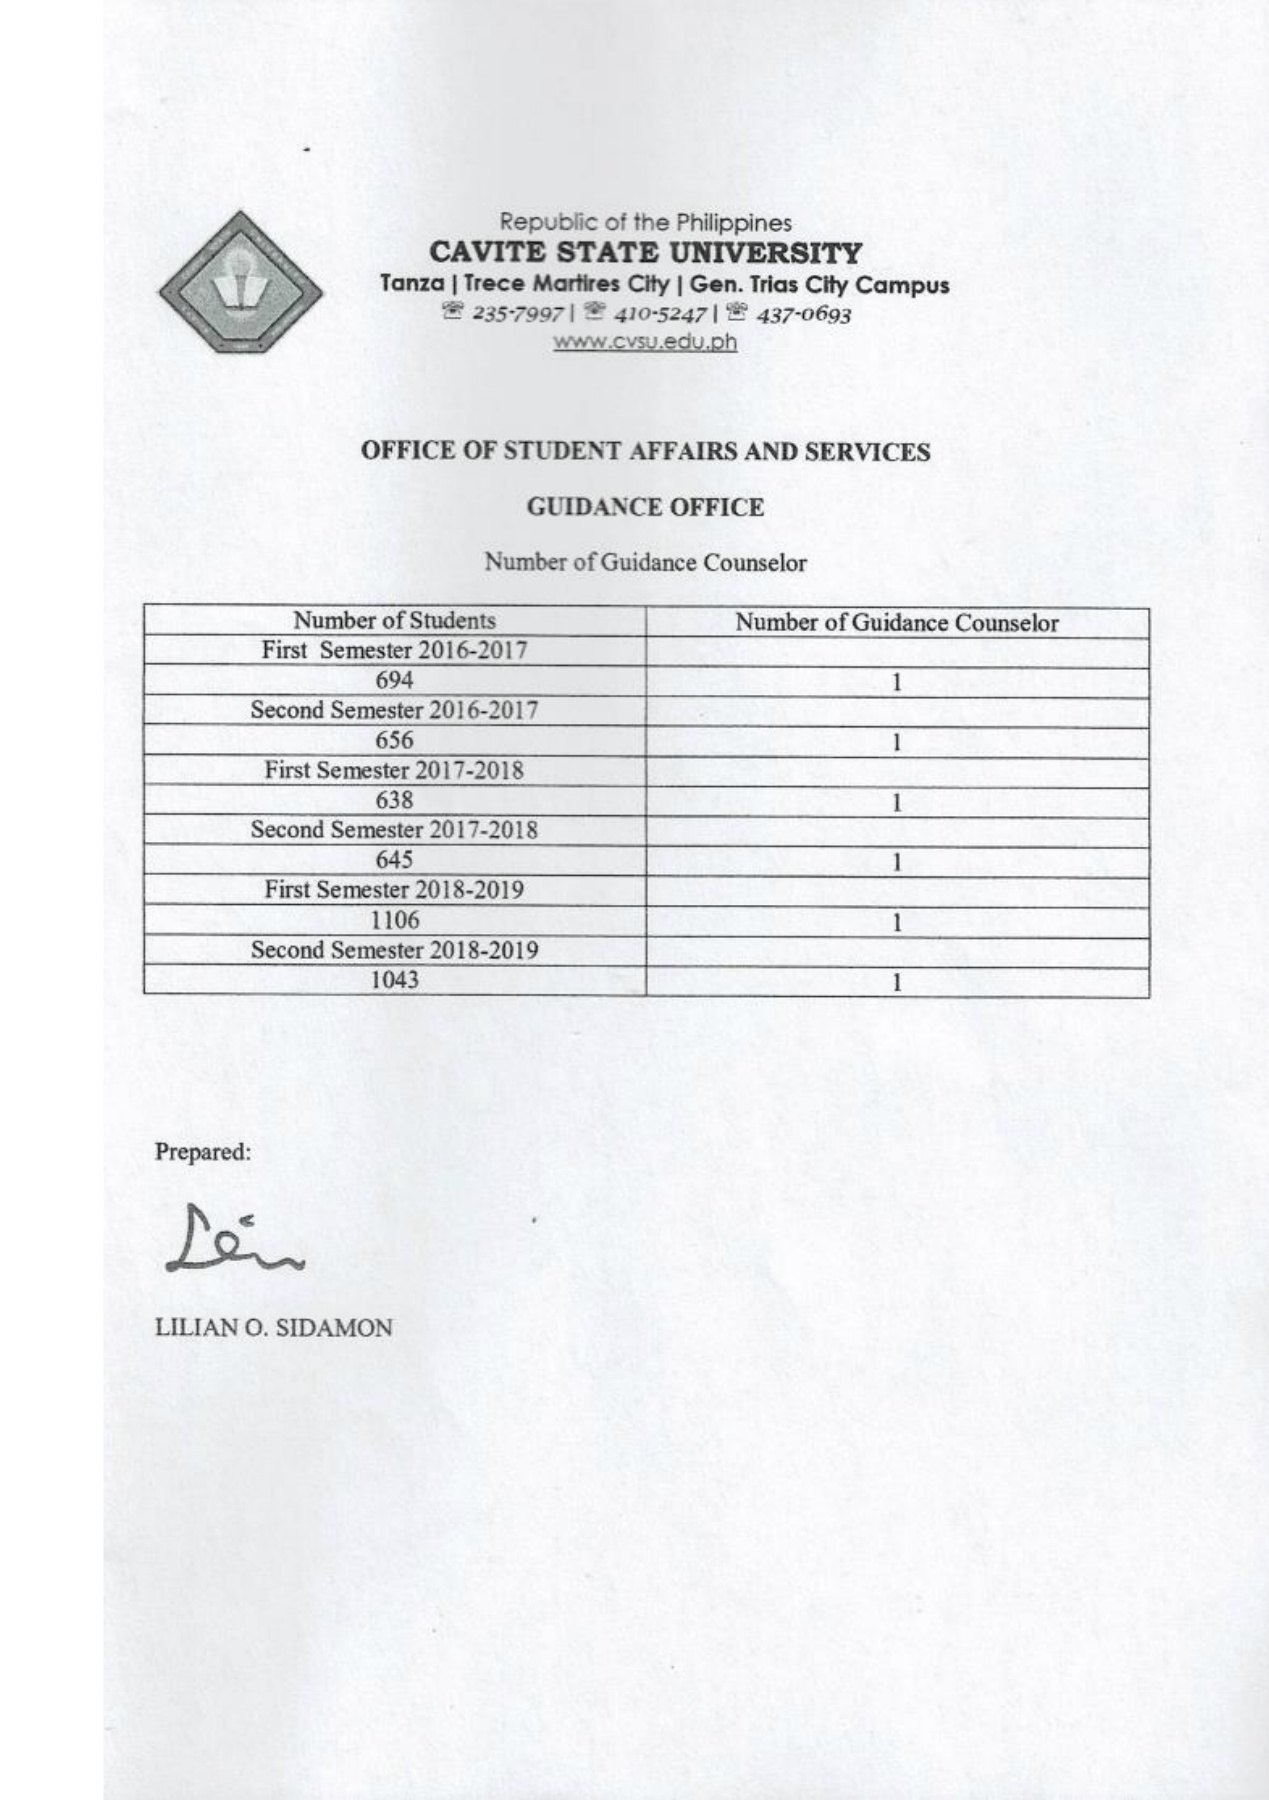 Republic of the Philippines
CAVITE STATE UNIVERSITY
Tanza | Trece Martires City | Gen. Trias City Campus
☏ 235-7997 | ☏ 410-5247 | ☏ 437-0693
www.cvsu.edu.ph
OFFICE OF STUDENT AFFAIRS AND SERVICES
GUIDANCE OFFICE
Number of Guidance Counselor
Number of Students Number of Guidance Counselor
First Semester 2016-2017
694 1
Second Semester 2016-2017
656 1
First Semester 2017-2018
638 1
Second Semester 2017-2018
645 1
First Semester 2018-2019
1106 1
Second Semester 2018-2019
1043 1
Prepared:
LILIAN O. SIDAMON